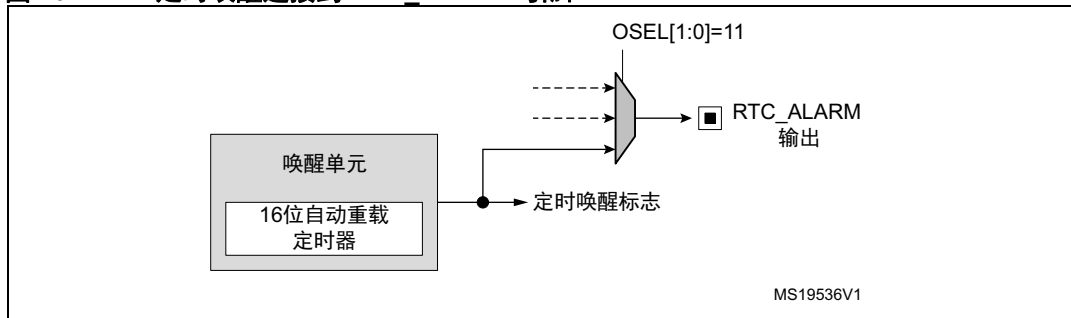 OSEL[1:0]=11
RTC_ALARM
输出
唤醒单元
定时唤醒标志
16位自动重载
定时器
MS19536V1